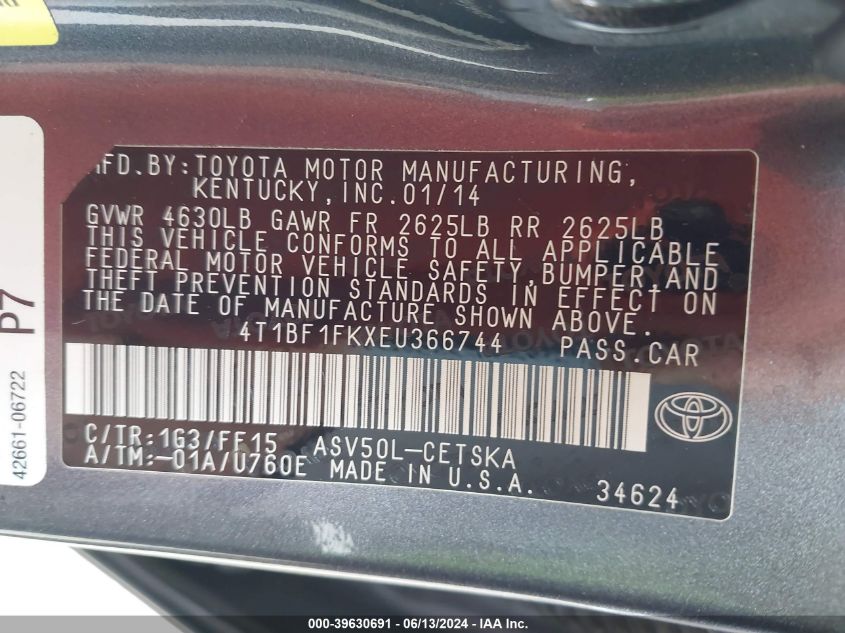 MFD.BY:TOYOTA MOTOR MANUFACTURING,
KENTUCKY,INC.01/14
GVWR 4630LB GAWR FR 2625LB RR 2625LB
THIS VEHICLE CONFORMS TO ALL APPLICABLE
FEDERAL MOTOR VEHICLE SAFETY,BUMPER,AND
THEFT PREVENTION STANDARDS IN EFFECT ON
THE DATE OF MANUFACTURE SHOWN ABOVE.
4T1BF1FKXEU366744 PASS.CAR
C/TR:1G3/FF15 ASV50L-CETSKA
A/TM:-01A/U760E MADE IN U.S.A.
34624
P7
42661-06722
000-39630691 / 06/13/2024 - IAA Inc.